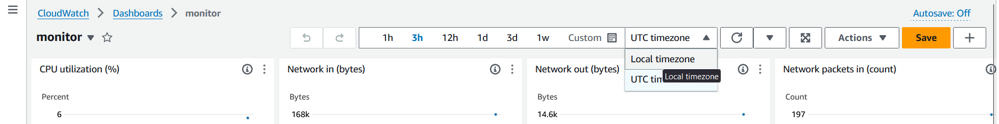 CloudWatch > Dashboards > monitor
Autosave: Off
monitor
1h 3h 12h 1d 3d 1w Custom UTC timezone Actions Save
Local timezone
UTC tim
Local timezone
CPU utilization (%) Network in (bytes) Network out (bytes) Network packets in (count)
Percent Bytes Bytes Count
6 168k 14.6k 197